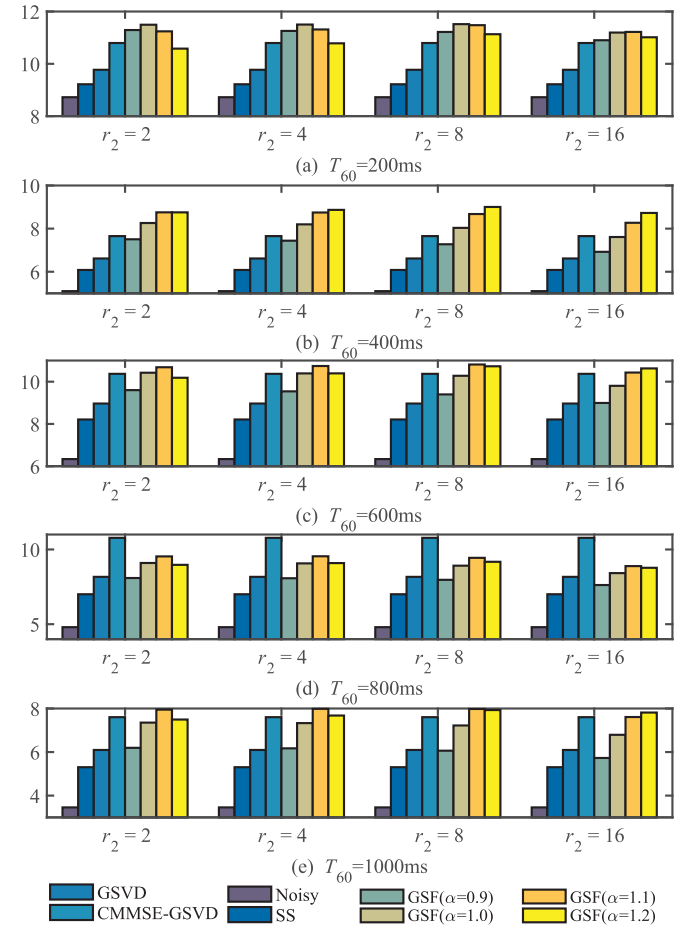 12
10
8
r₂ = 2 r₂ = 4 r₂ = 8 r₂ = 16
(a) T₆₀=200ms
10
8
6
r₂ = 2 r₂ = 4 r₂ = 8 r₂ = 16
(b) T₆₀=400ms
10
8
6
r₂ = 2 r₂ = 4 r₂ = 8 r₂ = 16
(c) T₆₀=600ms
10
5
r₂ = 2 r₂ = 4 r₂ = 8 r₂ = 16
(d) T₆₀=800ms
8
6
4
r₂ = 2 r₂ = 4 r₂ = 8 r₂ = 16
(e) T₆₀=1000ms
GSVD Noisy GSF(α=0.9) GSF(α=1.1)
CMMSE-GSVD SS GSF(α=1.0) GSF(α=1.2)